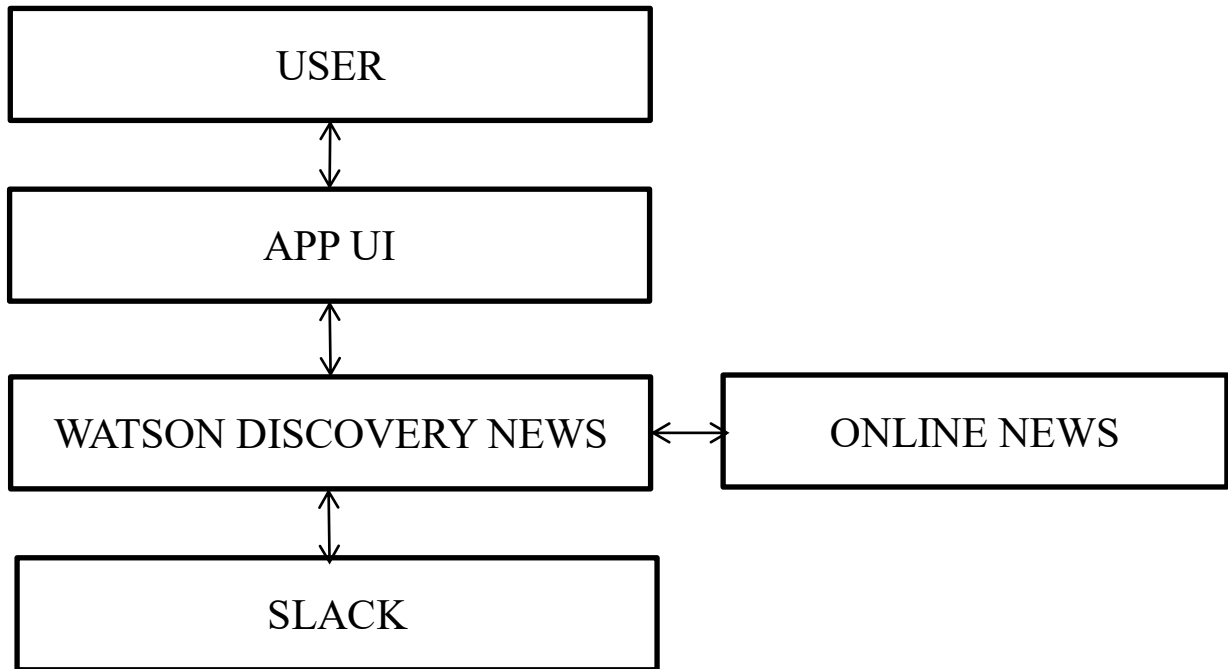 USER
APP UI
WATSON DISCOVERY NEWS
ONLINE NEWS
SLACK